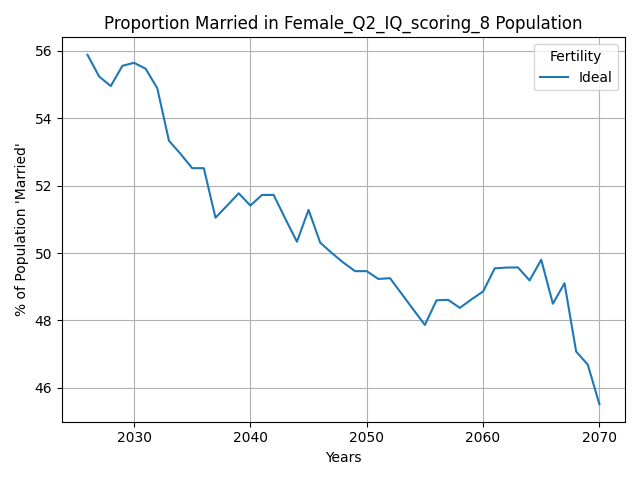 Proportion Married in Female_Q2_IQ_scoring_8 Population
Fertility
Ideal
% of Population 'Married'
56
54
52
50
48
46
2030 2040 2050 2060 2070
Years